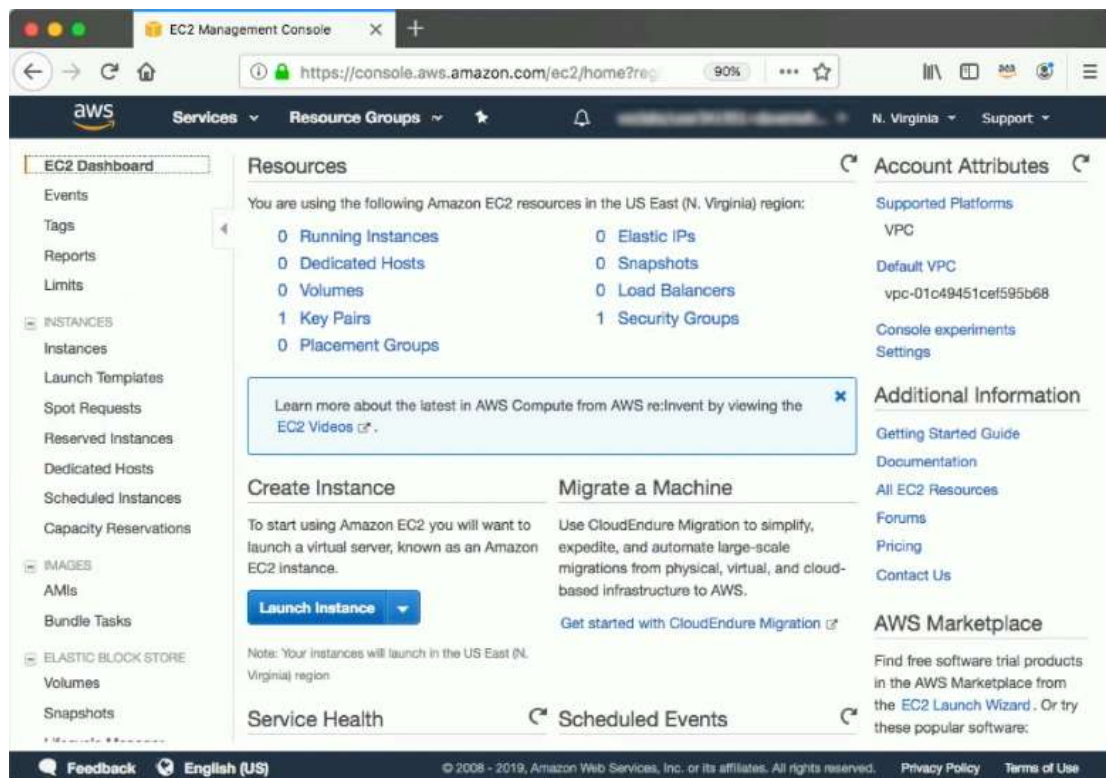 EC2 Management Console
https://console.aws.amazon.com/ec2/home?reg
90%
aws
Services
Resource Groups
N. Virginia
Support
EC2 Dashboard
Events
Tags
Reports
Limits
INSTANCES
Instances
Launch Templates
Spot Requests
Reserved Instances
Dedicated Hosts
Scheduled Instances
Capacity Reservations
IMAGES
AMIs
Bundle Tasks
ELASTIC BLOCK STORE
Volumes
Snapshots
Resources
You are using the following Amazon EC2 resources in the US East (N. Virginia) region:
0 Running Instances
0 Dedicated Hosts
0 Volumes
1 Key Pairs
0 Placement Groups
0 Elastic IPs
0 Snapshots
0 Load Balancers
1 Security Groups
Learn more about the latest in AWS Compute from AWS re:Invent by viewing the
EC2 Videos .
Create Instance
To start using Amazon EC2 you will want to
launch a virtual server, known as an Amazon
EC2 instance.
Launch Instance
Note: Your instances will launch in the US East (N.
Virginia) region
Migrate a Machine
Use CloudEndure Migration to simplify,
expedite, and automate large-scale
migrations from physical, virtual, and cloud-
based infrastructure to AWS.
Get started with CloudEndure Migration
Service Health
Scheduled Events
Account Attributes
Supported Platforms
VPC
Default VPC
vpc-01c49451cef595b68
Console experiments
Settings
Additional Information
Getting Started Guide
Documentation
All EC2 Resources
Forums
Pricing
Contact Us
AWS Marketplace
Find free software trial products
in the AWS Marketplace from
the EC2 Launch Wizard. Or try
these popular software:
Feedback
English (US)
© 2008 - 2019, Amazon Web Services, Inc. or its affiliates. All rights reserved.
Privacy Policy
Terms of Use